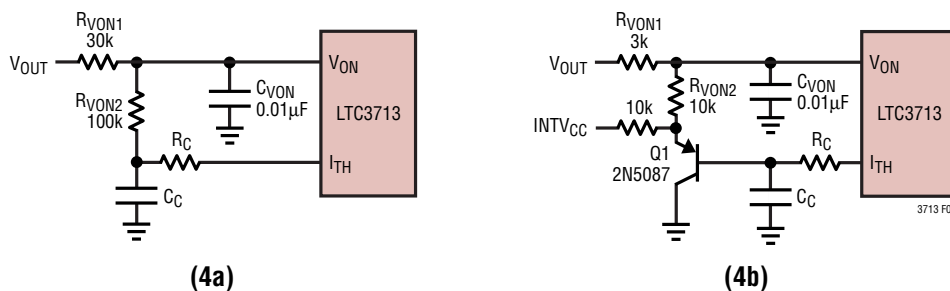 RVON1
30k
VOUT
RVON2
100k
CVON
0.01µF
RC
CC
VON
LTC3713
ITH
(4a)
RVON1
3k
VOUT
RVON2
10k
10k
INTVCC
Q1
2N5087
CVON
0.01µF
RC
CC
VON
LTC3713
ITH
3713 F0
(4b)